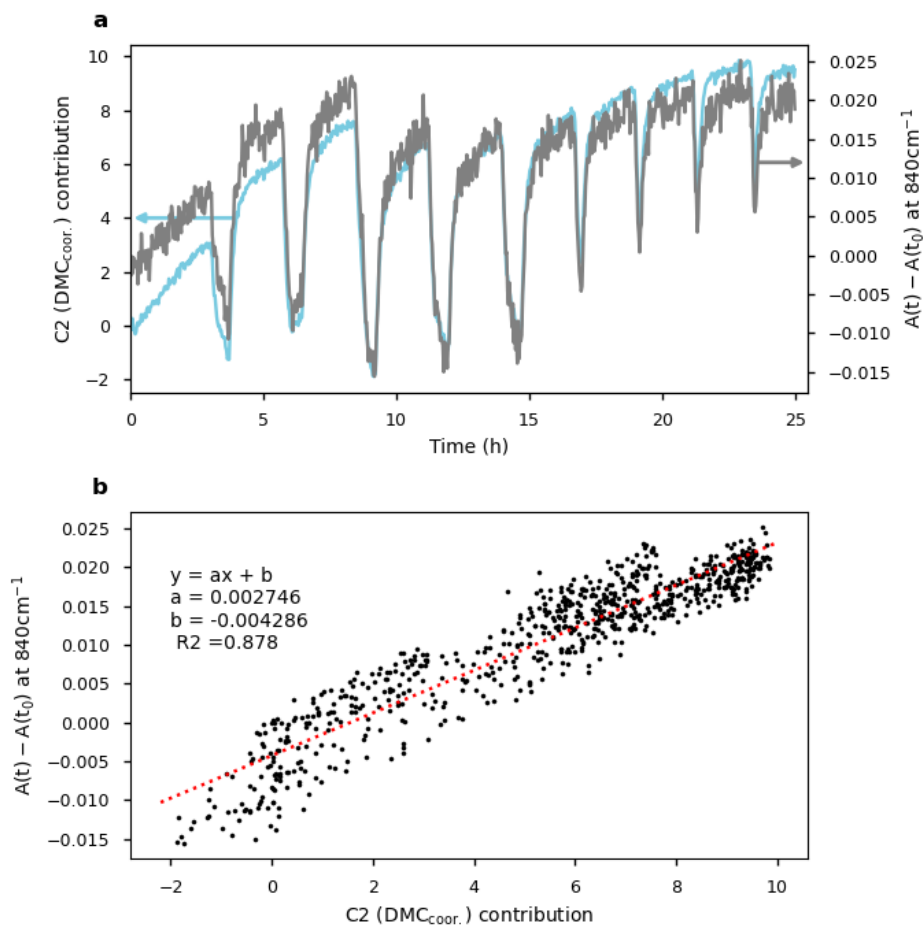 a
C2 (DMC_coor.) contribution
10
8
6
4
2
0
−2
0.025
0.020
0.015
0.010
0.005
0.000
−0.005
−0.010
−0.015
A(t) − A(t₀) at 840cm⁻¹
0 5 10 15 20 25
Time (h)
b
A(t) − A(t₀) at 840cm⁻¹
0.025
0.020
0.015
0.010
0.005
0.000
−0.005
−0.010
−0.015
y = ax + b
a = 0.002746
b = -0.004286
R2 =0.878
−2 0 2 4 6 8 10
C2 (DMC_coor.) contribution